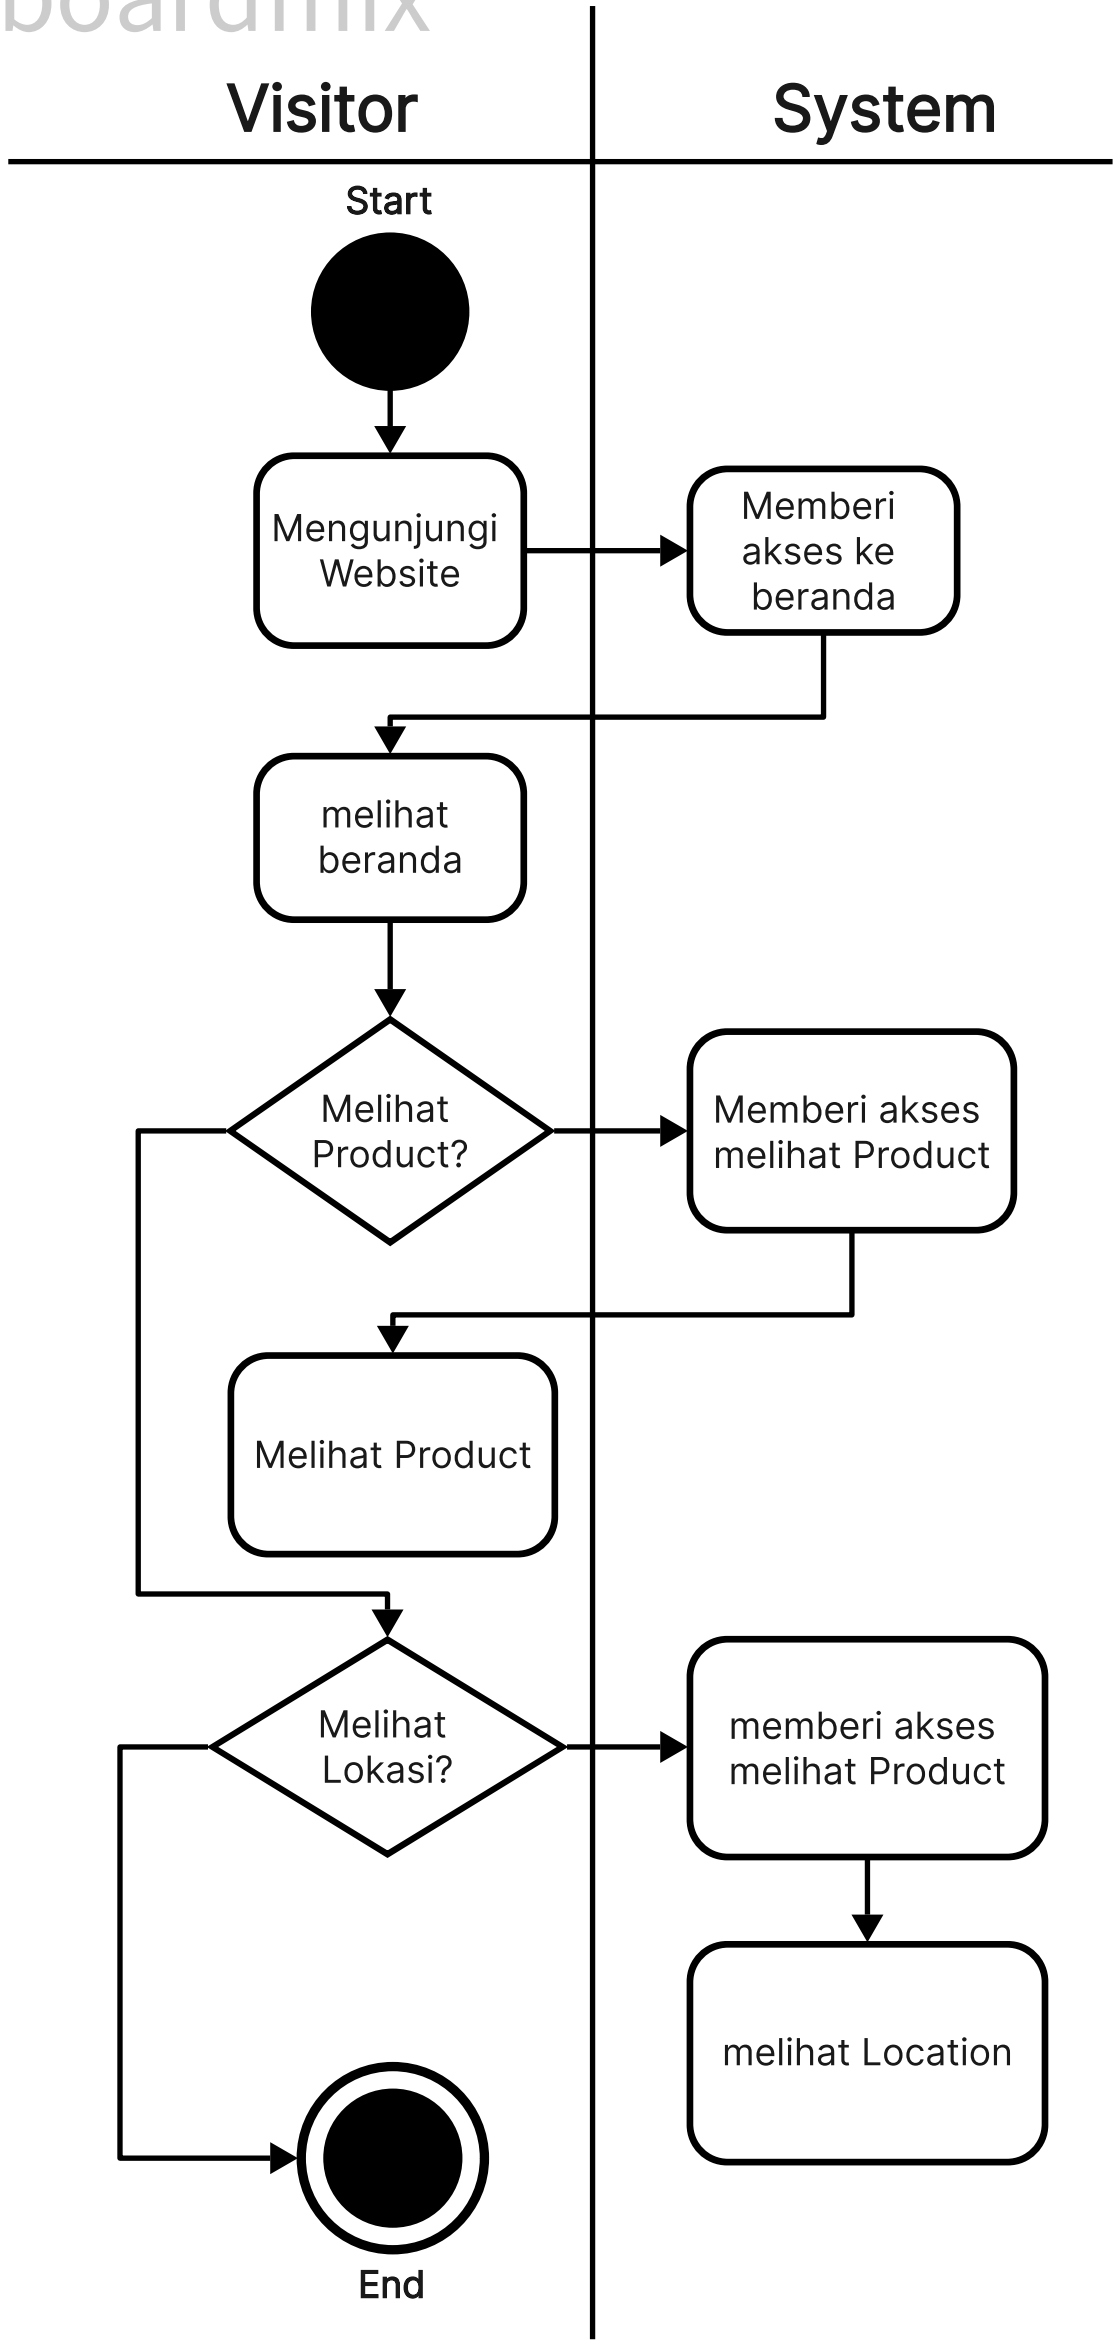 boardmix
Visitor
System
Start
Mengunjungi
Website
Memberi
akses ke
beranda
melihat
beranda
Melihat
Product?
Memberi akses
melihat Product
Melihat Product
Melihat
Lokasi?
memberi akses
melihat Product
melihat Location
End